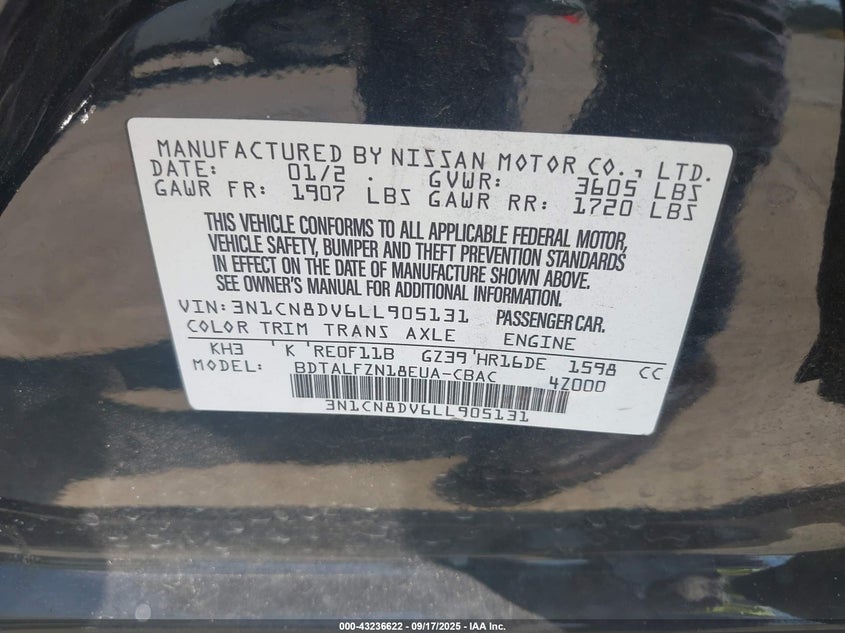 MANUFACTURED BY NISSAN MOTOR CO., LTD.
DATE: 01/2 . GVWR: 3605 LBS
GAWR FR: 1907 LBS GAWR RR: 1720 LBS
THIS VEHICLE CONFORMS TO ALL APPLICABLE FEDERAL MOTOR,
VEHICLE SAFETY, BUMPER AND THEFT PREVENTION STANDARDS
IN EFFECT ON THE DATE OF MANUFACTURE SHOWN ABOVE.
SEE OWNER'S MANUAL FOR ADDITIONAL INFORMATION.
VIN:3N1CN8DV6LL905131 PASSENGER CAR.
COLOR TRIM TRANS AXLE ENGINE
KH3 'K 'RE0F11B GZ39'HR16DE 1598 CC
MODEL: BDTALFZN18EUA-CBAC 4Z000
3N1CN8DV6LL905131
000-43236622 - 09/17/2025 - IAA Inc.